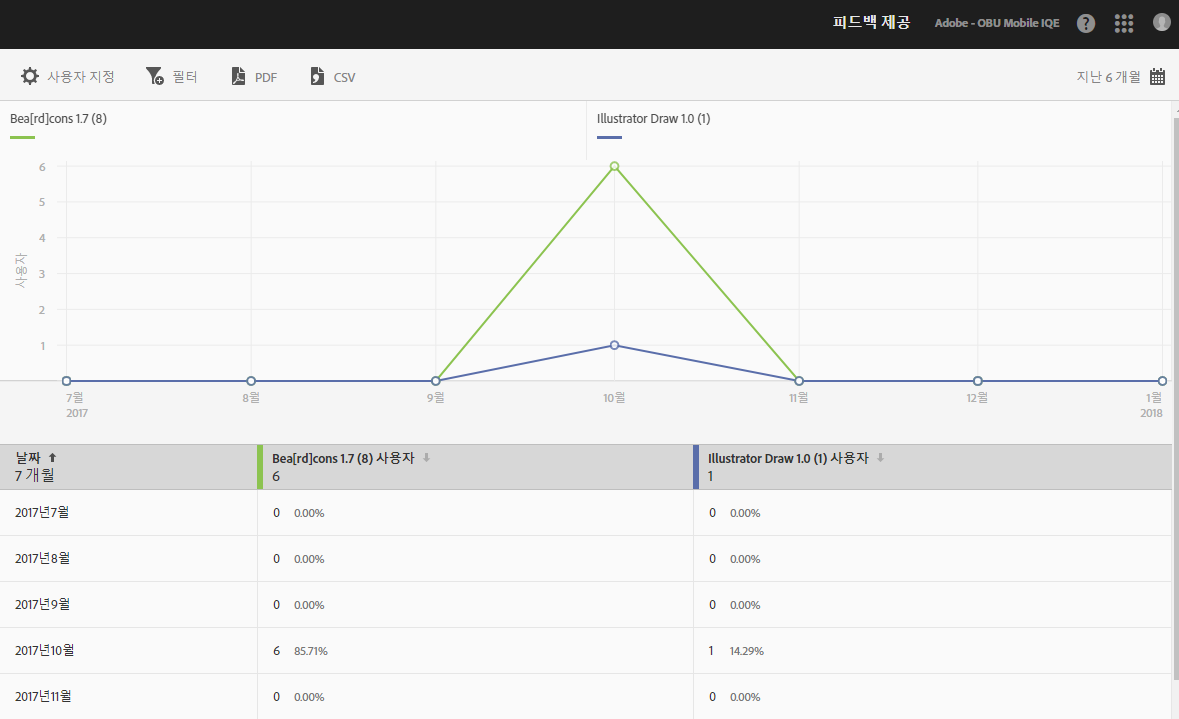 피드백 제공 Adobe - OBU Mobile IQE ?
사용자 지정 필터 PDF CSV 지난 6 개월
Bea[rd]cons 1.7 (8) Illustrator Draw 1.0 (1)
6
5
4
3
2
1
사용자
7월 8월 9월 10월 11월 12월 1월
2017 2018
날짜 Bea[rd]cons 1.7 (8) 사용자 Illustrator Draw 1.0 (1) 사용자
7 개월 6 1
2017년7월 0 0.00% 0 0.00%
2017년8월 0 0.00% 0 0.00%
2017년9월 0 0.00% 0 0.00%
2017년10월 6 85.71% 1 14.29%
2017년11월 0 0.00% 0 0.00%